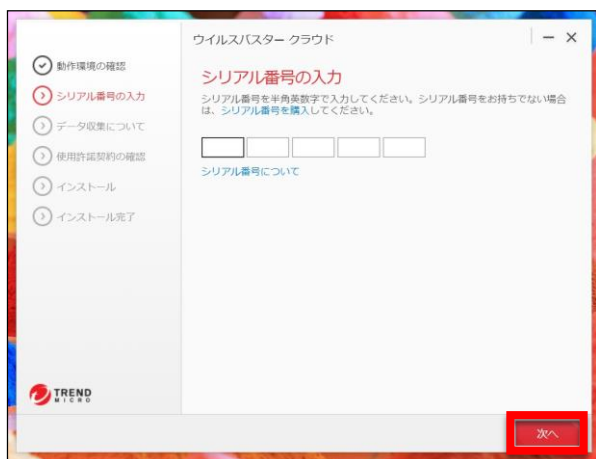 ウイルスバスター クラウド
動作環境の確認
シリアル番号の入力
データ収集について
使用許諾契約の確認
インストール
インストール完了
シリアル番号の入力
シリアル番号を半角英数字で入力してください。シリアル番号をお持ちでない場合
は、シリアル番号を購入してください。
シリアル番号について
TREND
MICRO
次へ